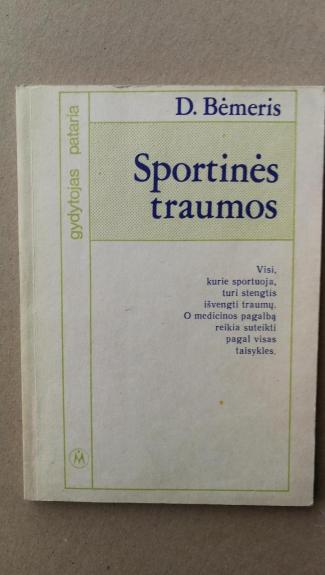 D. Bėmeris
gydytojas pataria
Sportinės
traumos
Visi,
kurie sportuoja,
turi stengtis
išvengti traumų.
O medicinos pagalbą
reikia suteikti
pagal visas
taisykles.
M